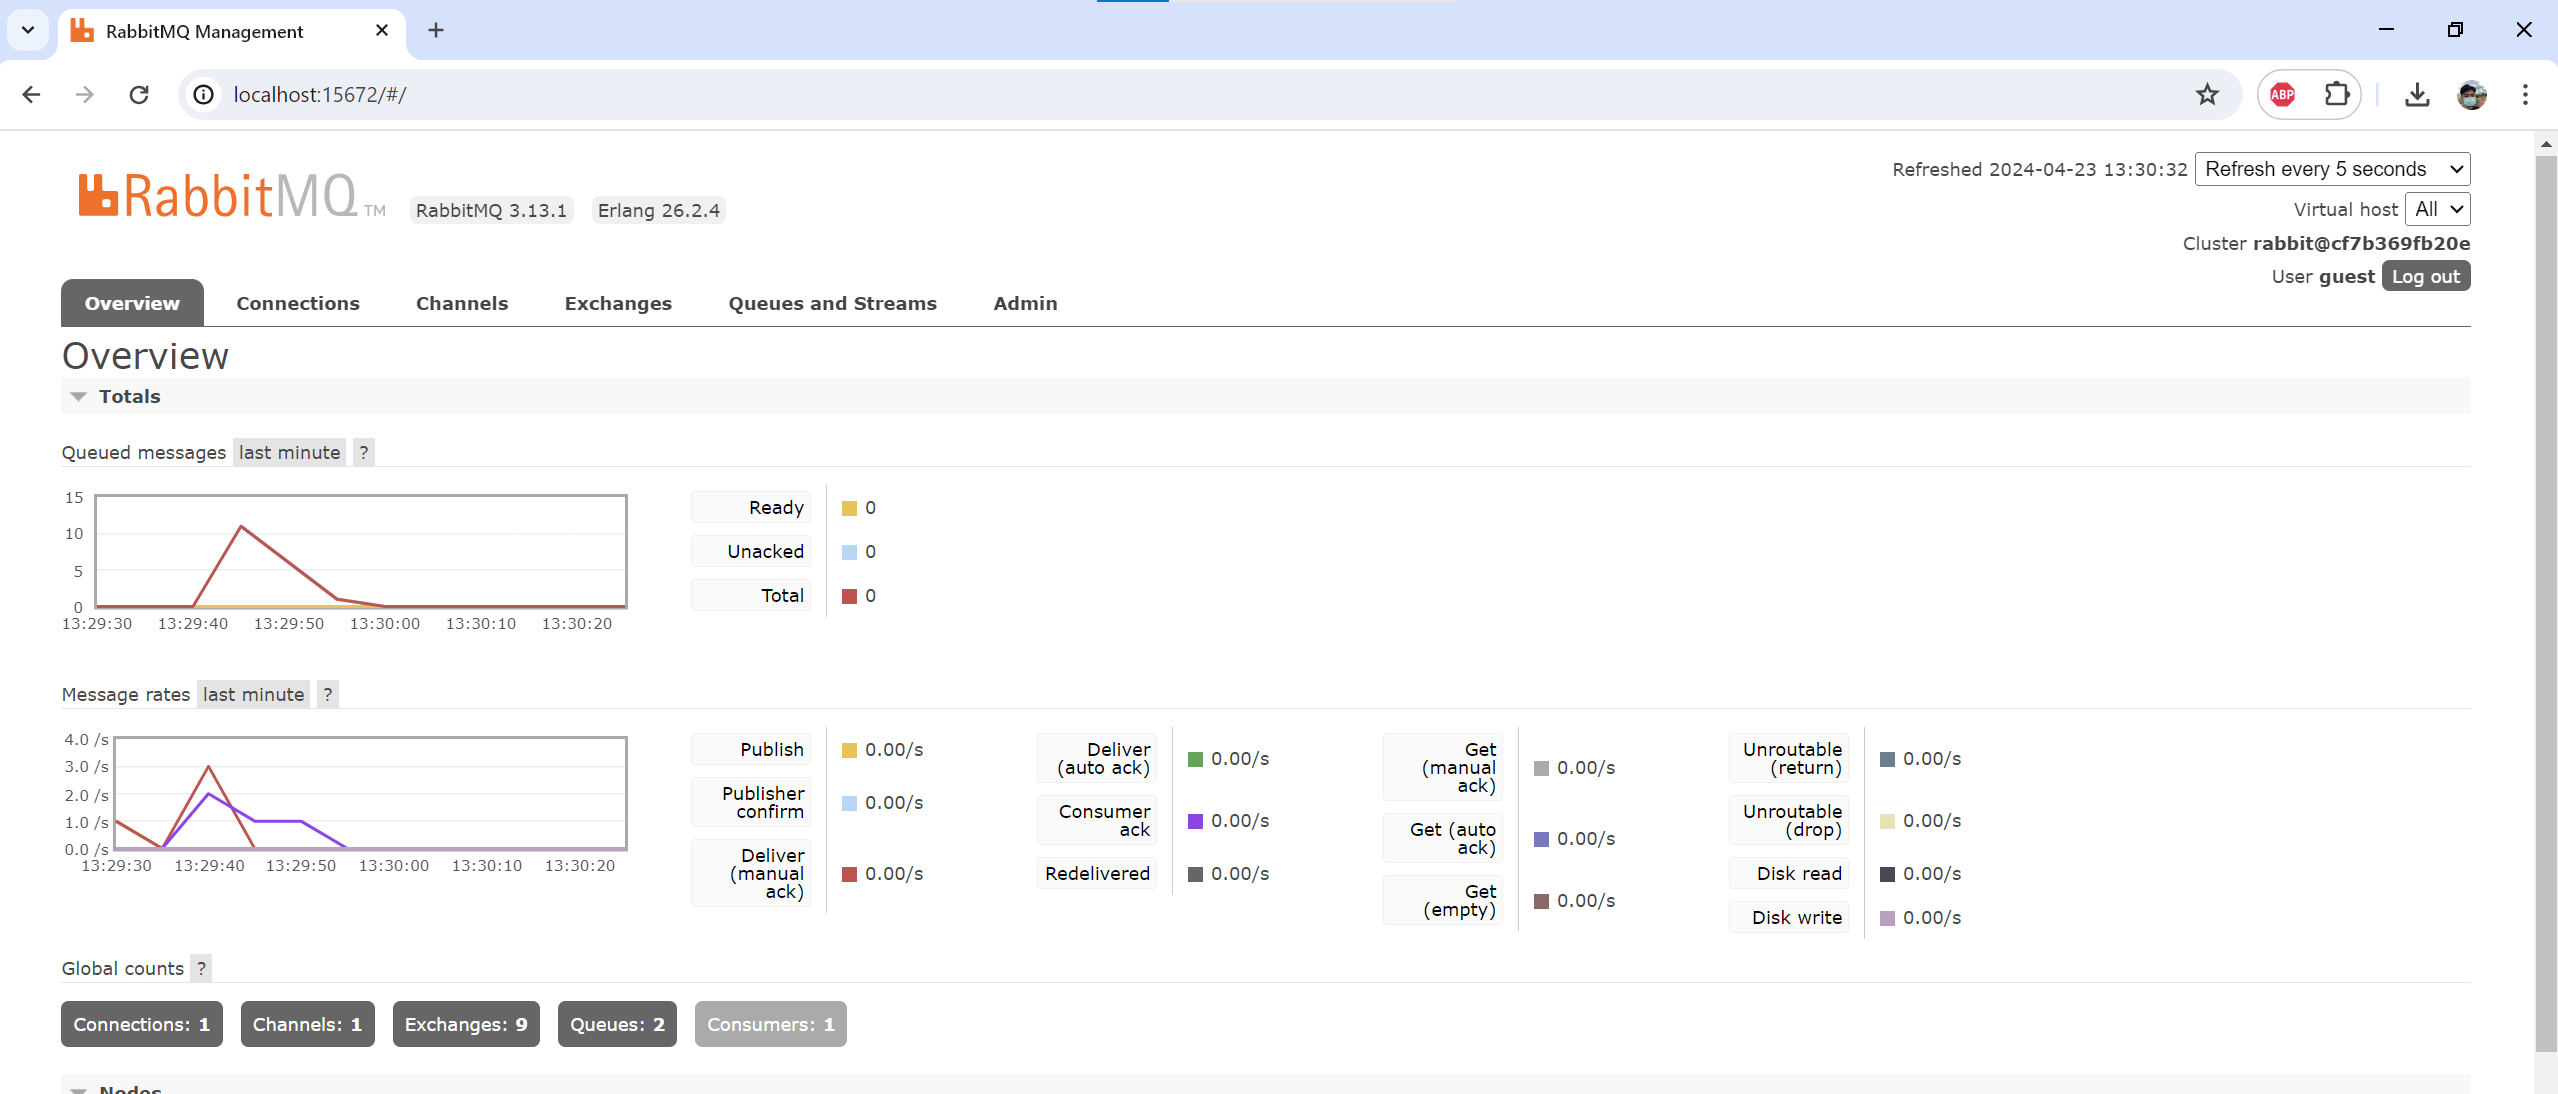 RabbitMQ Management
localhost:15672/#/
ABP
RabbitMQ TM
RabbitMQ 3.13.1
Erlang 26.2.4
Refreshed 2024-04-23 13:30:32
Refresh every 5 seconds
Virtual host All
Cluster rabbit@cf7b369fb20e
User guest Log out
Overview Connections Channels Exchanges Queues and Streams Admin
Overview
Totals
Queued messages last minute ?
15
10
5
0
13:29:30 13:29:40 13:29:50 13:30:00 13:30:10 13:30:20
Ready 0
Unacked 0
Total 0
Message rates last minute ?
4.0 /s
3.0 /s
2.0 /s
1.0 /s
0.0 /s
13:29:30 13:29:40 13:29:50 13:30:00 13:30:10 13:30:20
Publish 0.00/s
Publisher
confirm 0.00/s
Deliver
(manual 0.00/s
ack)
Deliver
(auto ack) 0.00/s
Consumer
ack 0.00/s
Redelivered 0.00/s
Get
(manual 0.00/s
ack)
Get (auto
ack) 0.00/s
Get
(empty) 0.00/s
Unroutable
(return) 0.00/s
Unroutable
(drop) 0.00/s
Disk read 0.00/s
Disk write 0.00/s
Global counts ?
Connections: 1 Channels: 1 Exchanges: 9 Queues: 2 Consumers: 1
Nodes